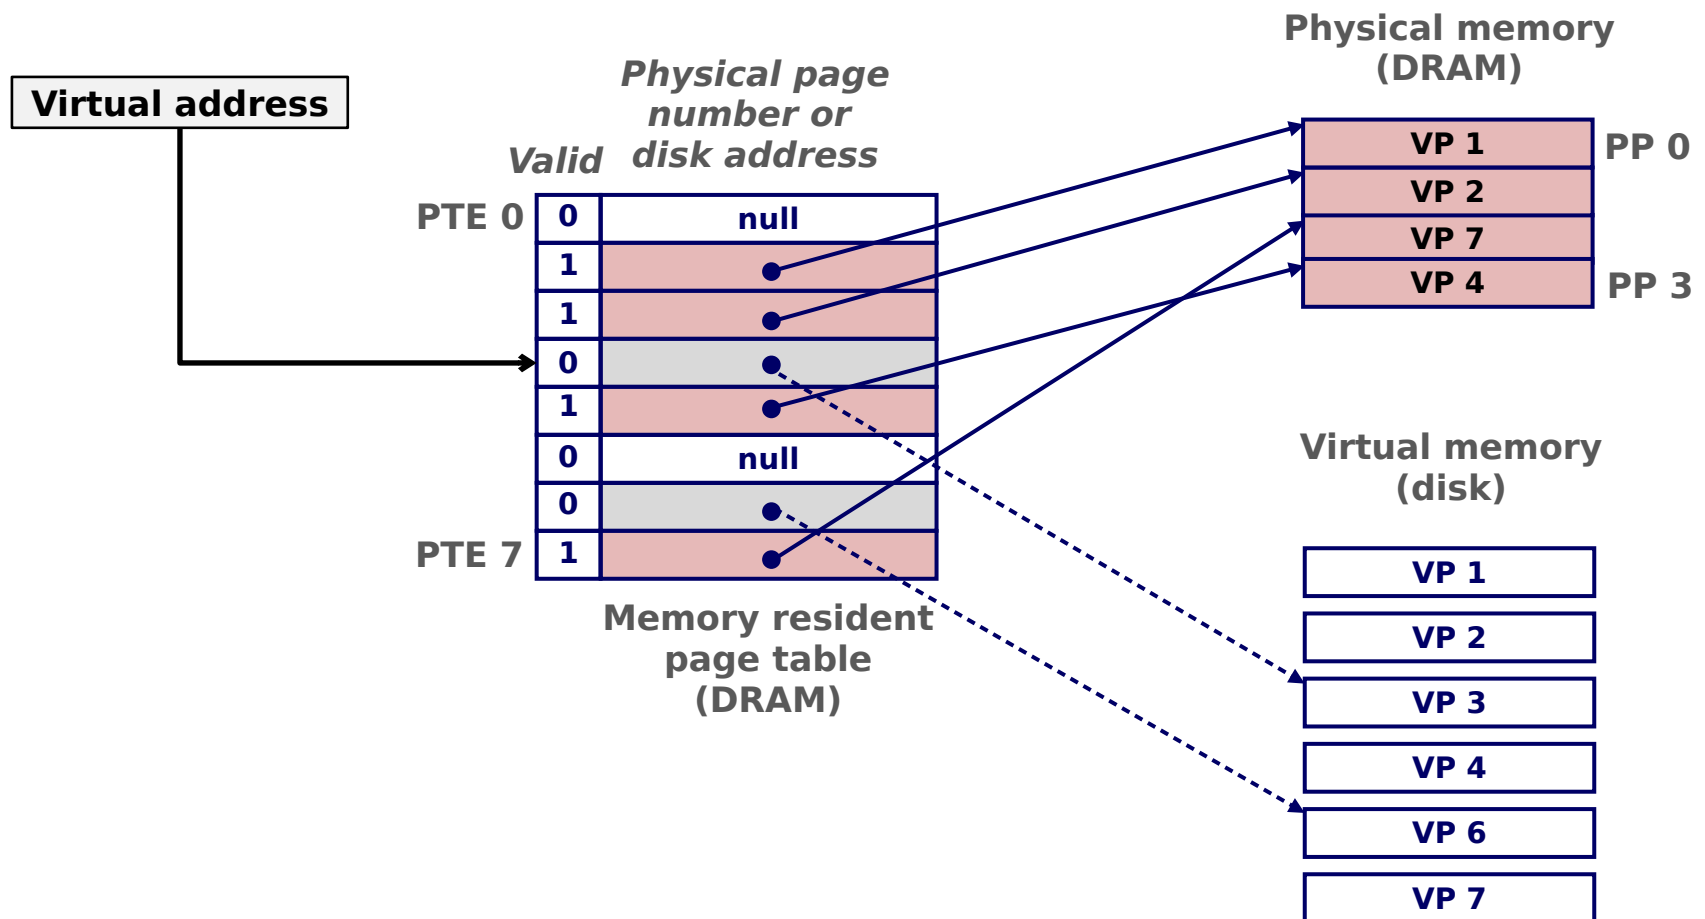 Virtual address
Physical page
number or
disk address
Valid
PTE 0
0
null
1
1
0
1
0
null
0
PTE 7
1
Memory resident
page table
(DRAM)
Physical memory
(DRAM)
VP 1
PP 0
VP 2
VP 7
VP 4
PP 3
Virtual memory
(disk)
VP 1
VP 2
VP 3
VP 4
VP 6
VP 7